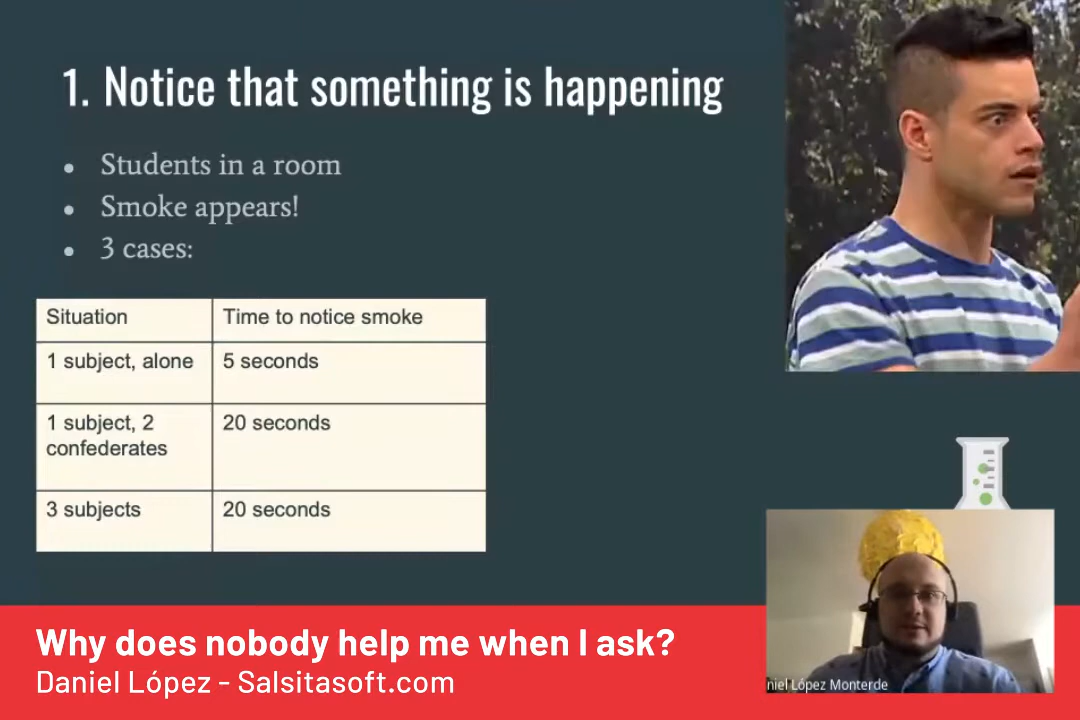 1. Notice that something is happening
Students in a room
Smoke appears!
3 cases:
Situation
Time to notice smoke
1 subject, alone
5 seconds
1 subject, 2
confederates
20 seconds
3 subjects
20 seconds
Why does nobody help me when I ask?
Daniel López - Salsitasoft.com
niel López Monterde